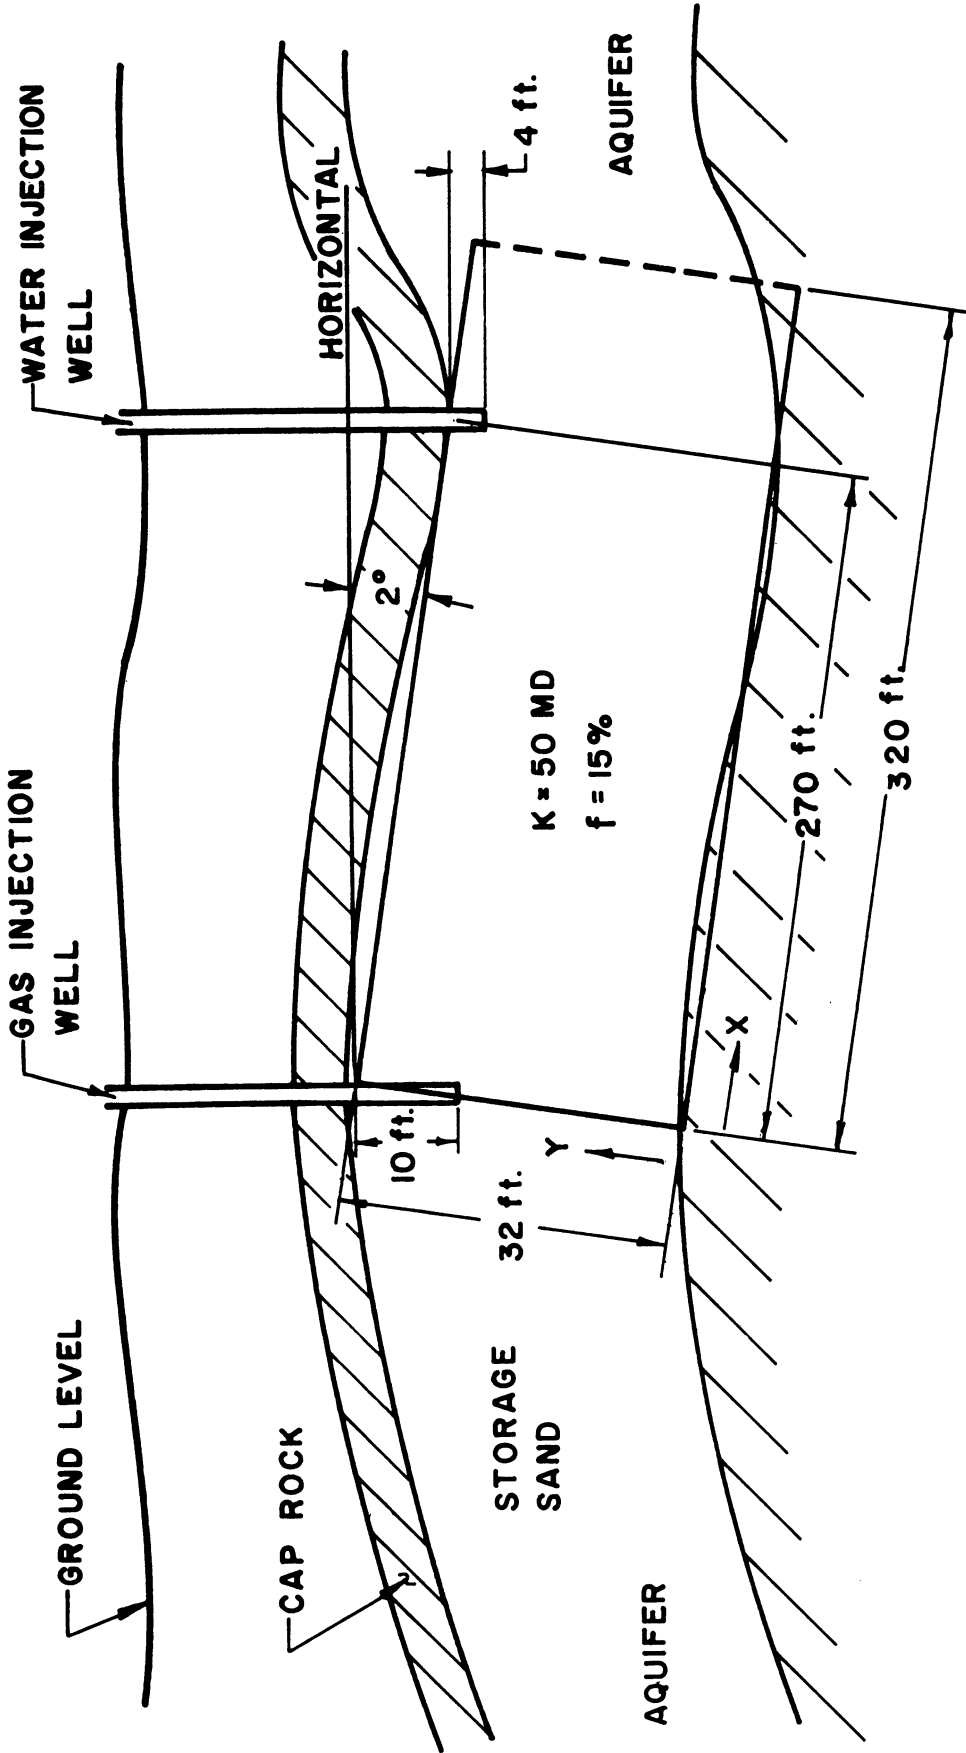 GROUND LEVEL
GAS INJECTION
WELL
WATER INJECTION
WELL
CAP ROCK
HORIZONTAL
2°
10 ft.
4 ft.
32 ft.
STORAGE
SAND
K = 50 MD
f = 15%
AQUIFER
AQUIFER
Y
X
270 ft.
320 ft.